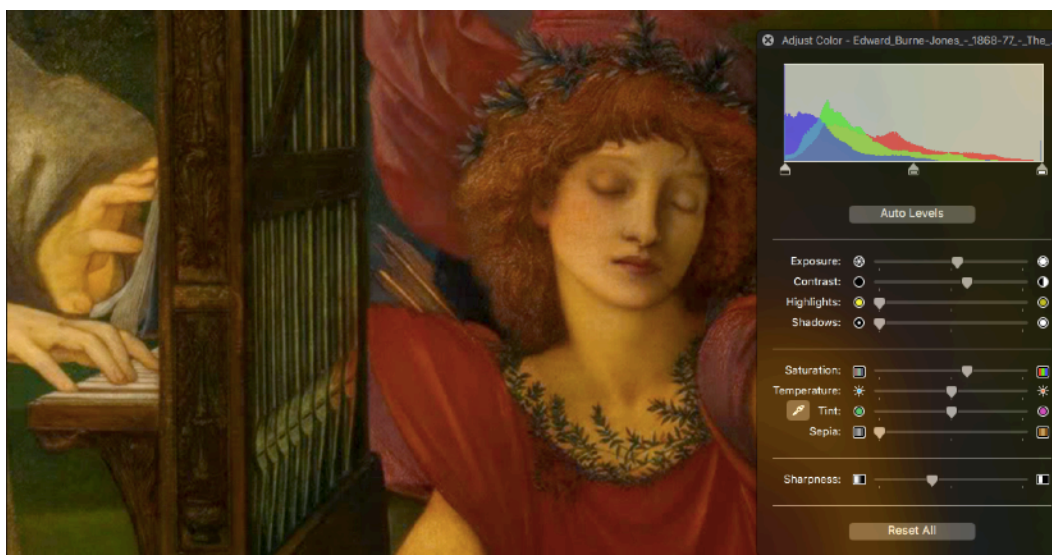 Adjust Color - Edward_Burne-Jones_-_1868-77_-_The_
Auto Levels
Exposure:
Contrast:
Highlights:
Shadows:
Saturation:
Temperature:
Tint:
Sepia:
Sharpness:
Reset All